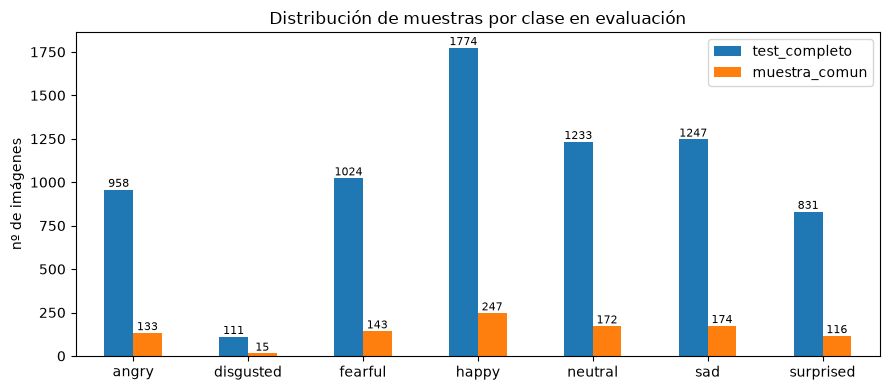 Distribución de muestras por clase en evaluación
nº de imágenes
1750
1500
1250
1000
750
500
250
0
test_completo
muestra_comun
958
133
111
15
1024
143
1774
247
1233
172
1247
174
831
116
angry
disgusted
fearful
happy
neutral
sad
surprised